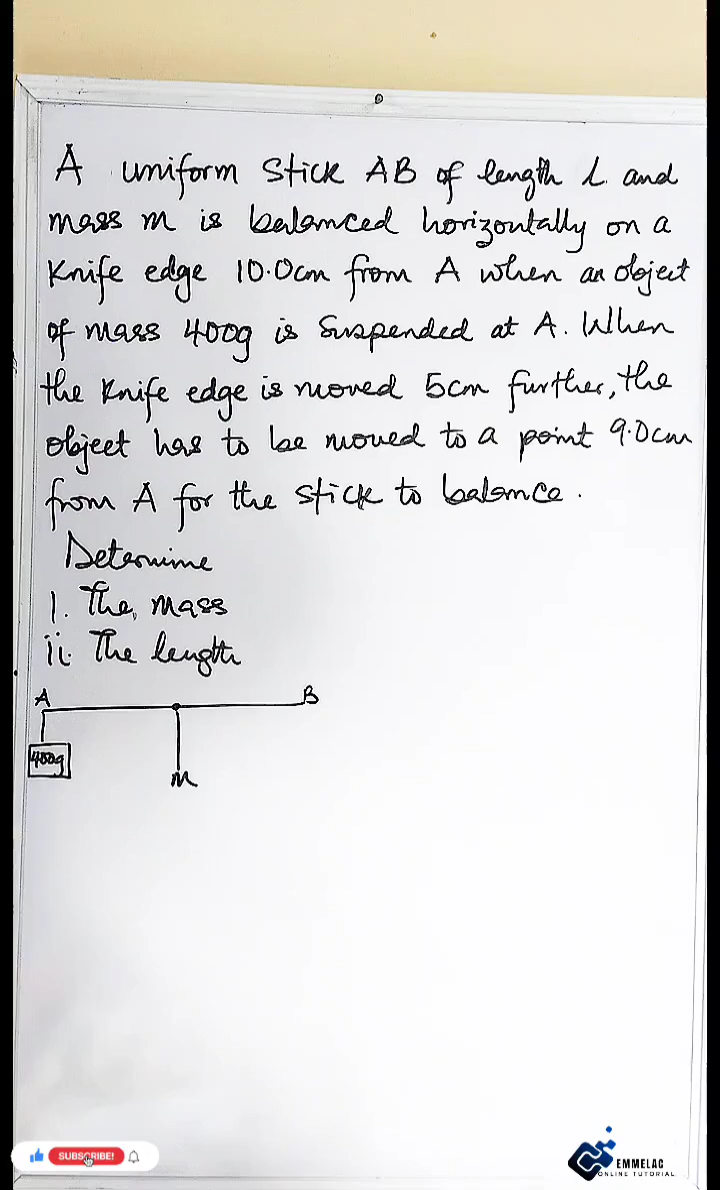 A uniform stick AB of length L and
mass m is balanced horizontally on a
Knife edge 10.0cm from A when an object
of mass 400g is suspended at A. When
the Knife edge is moved 5cm further, the
object has to be moved to a point 9.0cm
from A for the stick to balance.
Determine
1. The, mass
ii. The length
A B
400g
m
SUBSCRIBE!
EMMELAC
ONLINE TUTORIAL